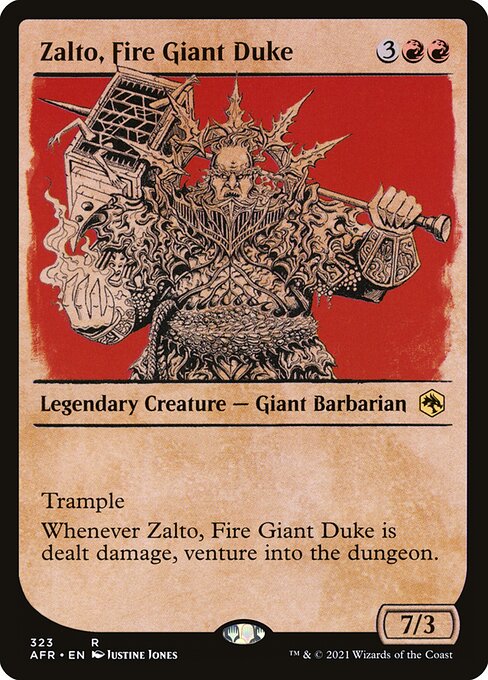 Zalto, Fire Giant Duke 3
Legendary Creature — Giant Barbarian
Trample
Whenever Zalto, Fire Giant Duke is
dealt damage, venture into the dungeon.
7/3
323 R
AFR • EN Justine Jones
™ & © 2021 Wizards of the Coast